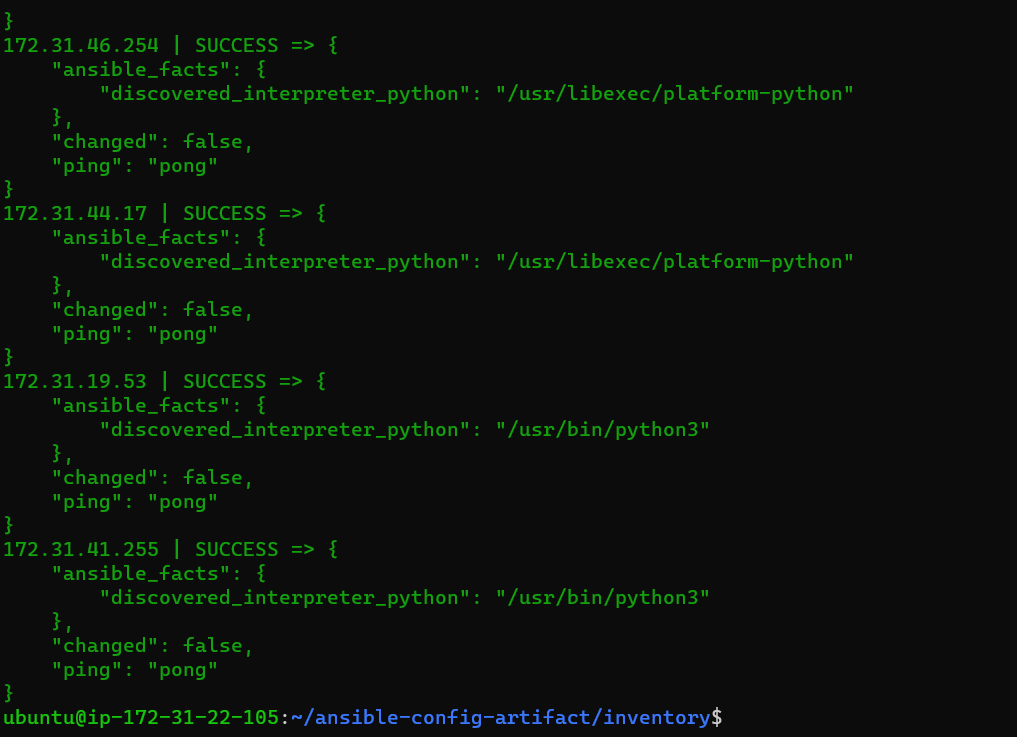 }
172.31.46.254 | SUCCESS => {
    "ansible_facts": {
        "discovered_interpreter_python": "/usr/libexec/platform-python"
    },
    "changed": false,
    "ping": "pong"
}
172.31.44.17 | SUCCESS => {
    "ansible_facts": {
        "discovered_interpreter_python": "/usr/libexec/platform-python"
    },
    "changed": false,
    "ping": "pong"
}
172.31.19.53 | SUCCESS => {
    "ansible_facts": {
        "discovered_interpreter_python": "/usr/bin/python3"
    },
    "changed": false,
    "ping": "pong"
}
172.31.41.255 | SUCCESS => {
    "ansible_facts": {
        "discovered_interpreter_python": "/usr/bin/python3"
    },
    "changed": false,
    "ping": "pong"
}
ubuntu@ip-172-31-22-105:~/ansible-config-artifact/inventory$